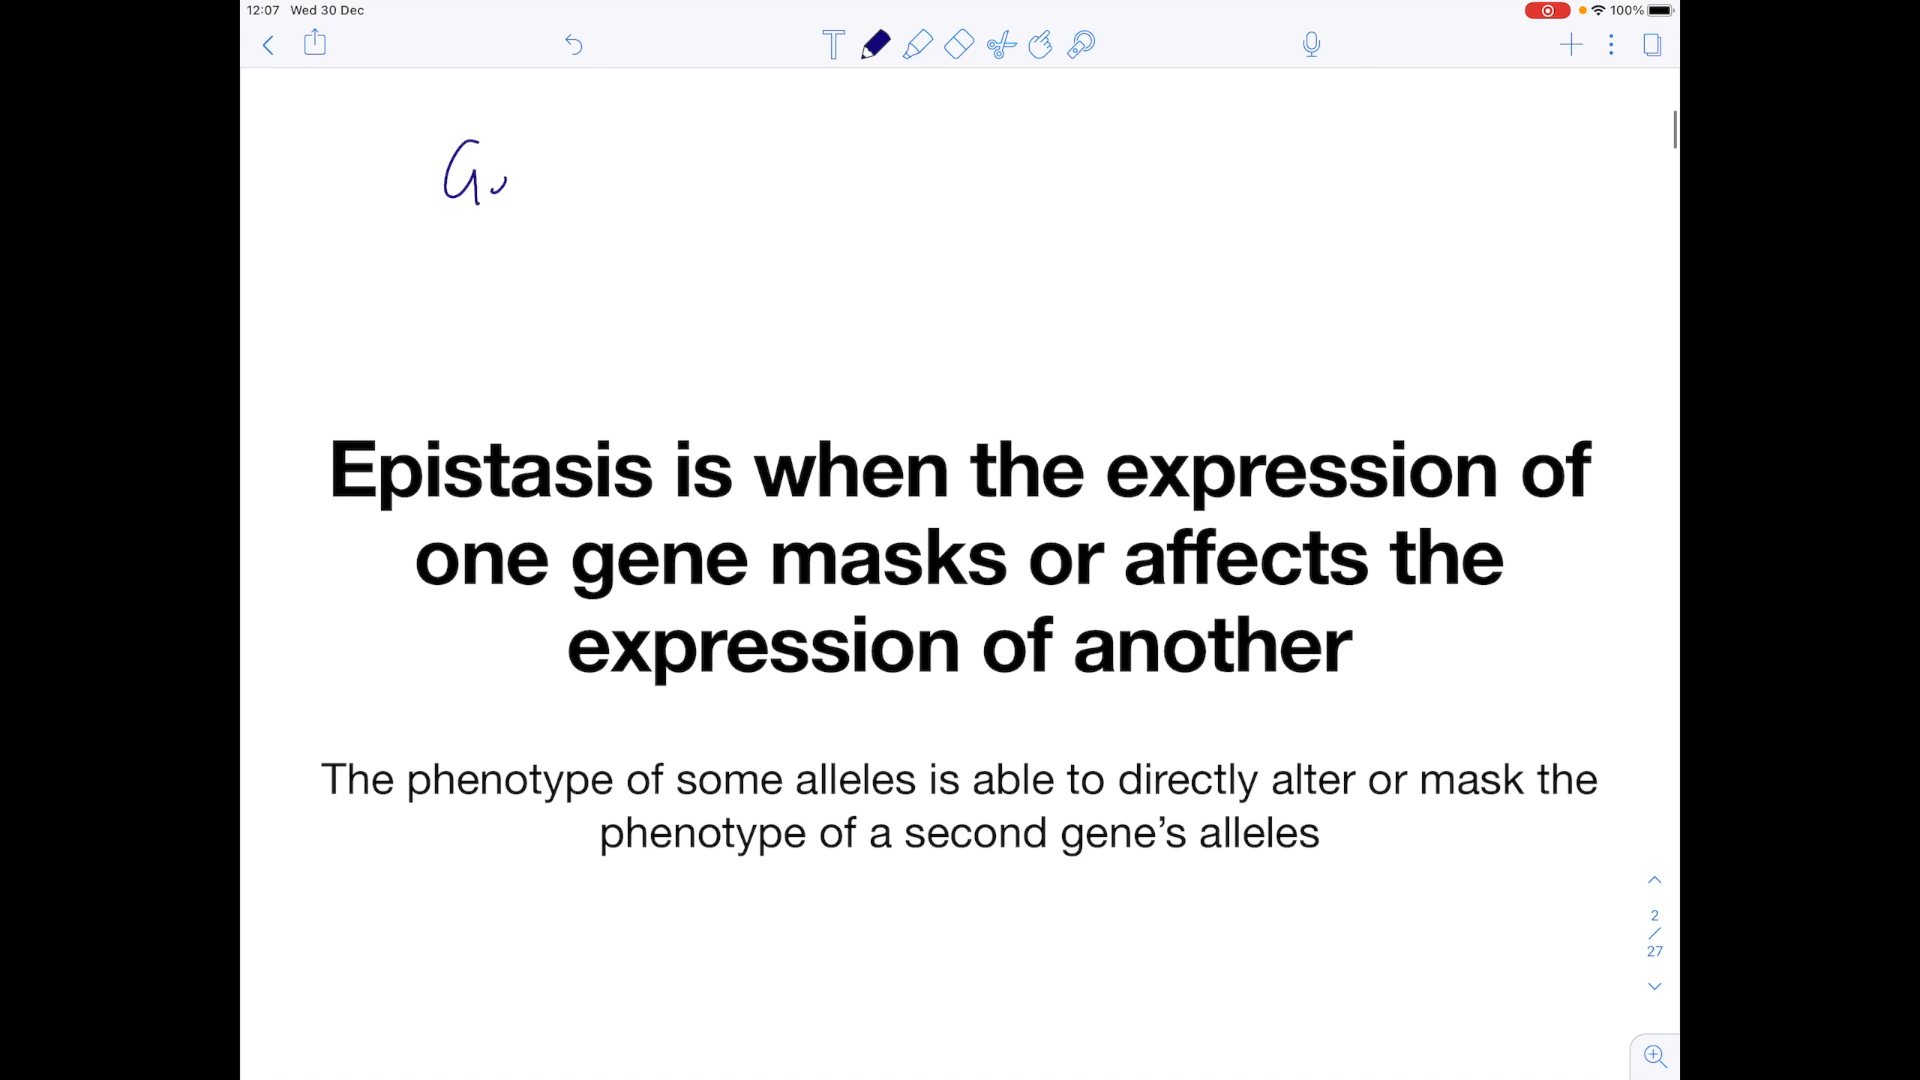 12:07 Wed 30 Dec
100%
G
Epistasis is when the expression of
one gene masks or affects the
expression of another
The phenotype of some alleles is able to directly alter or mask the
phenotype of a second gene’s alleles
2
/
27